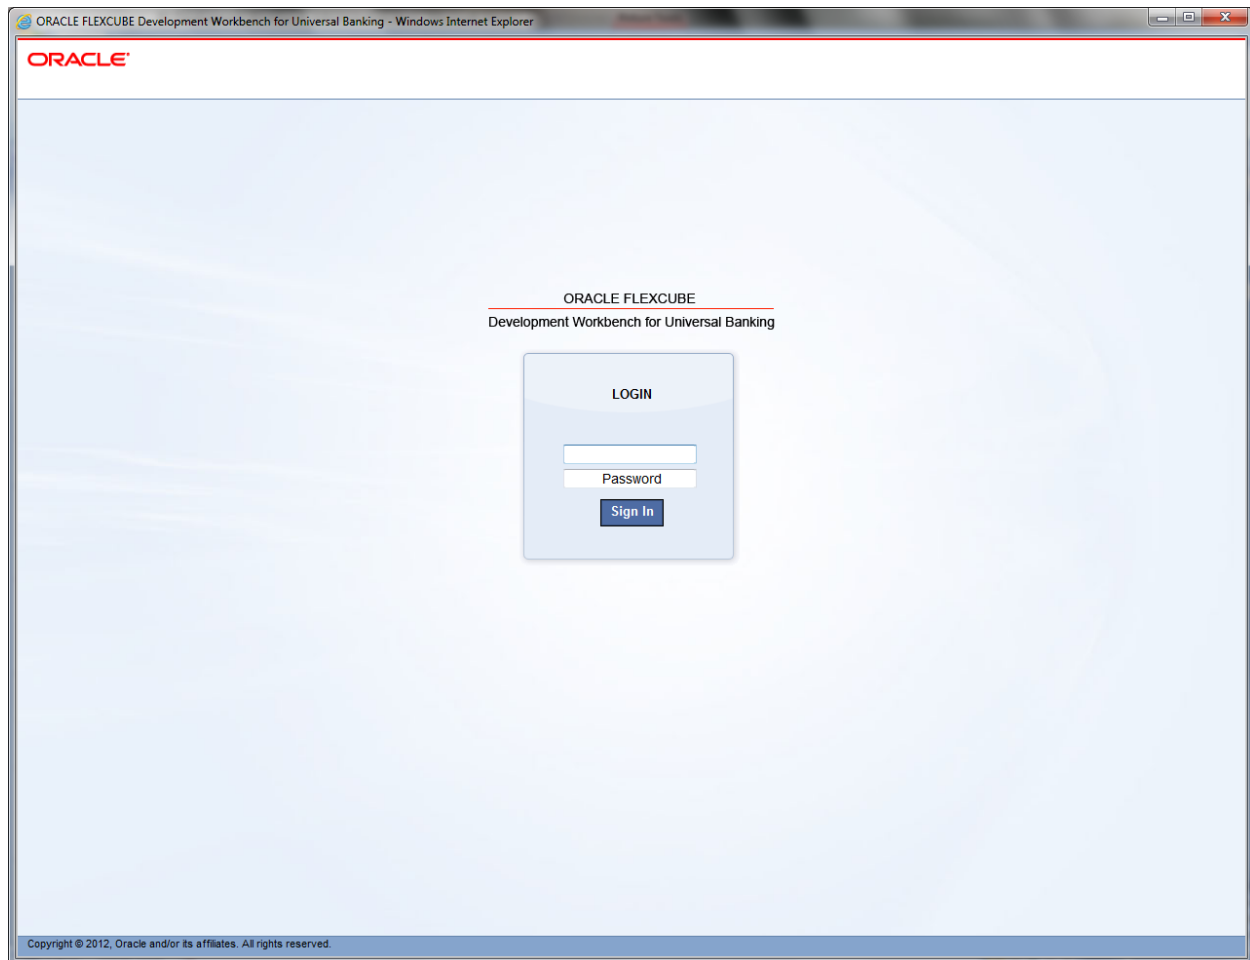 ORACLE FLEXCUBE Development Workbench for Universal Banking - Windows Internet Explorer
ORACLE
ORACLE FLEXCUBE
Development Workbench for Universal Banking
LOGIN
Password
Sign In
Copyright © 2012, Oracle and/or its affiliates. All rights reserved.